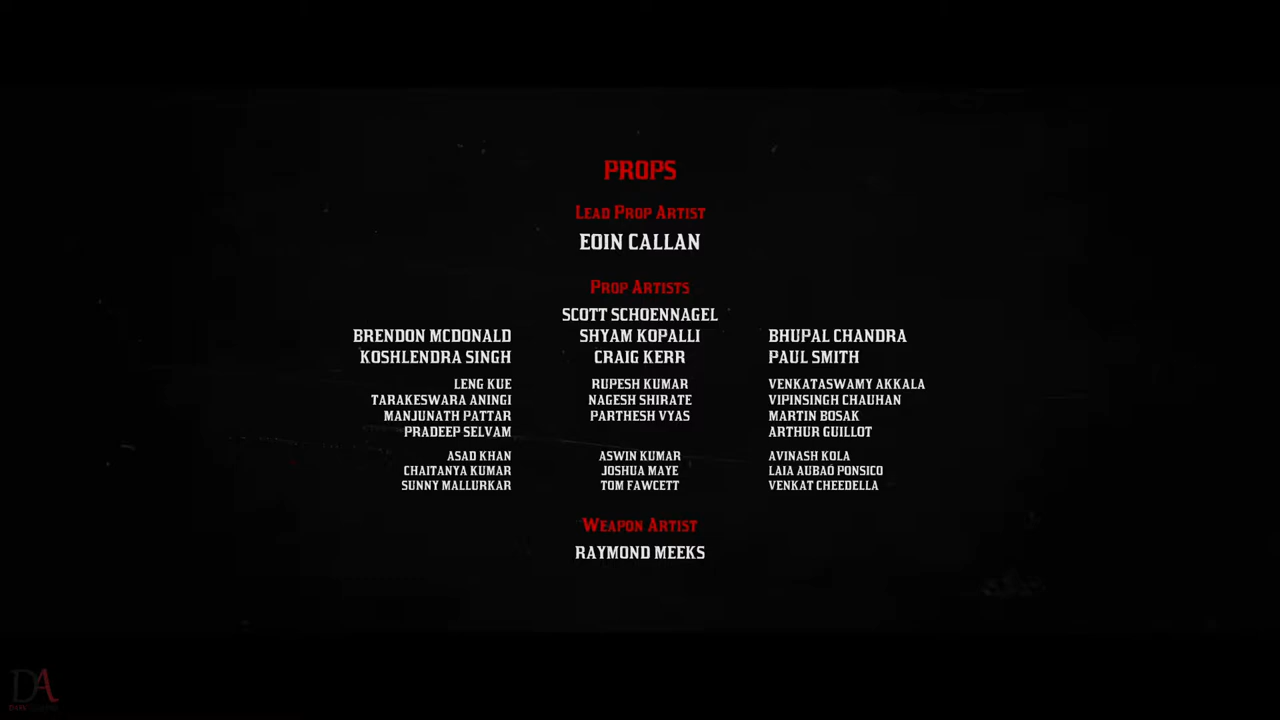 PROPS
LEAD PROP ARTIST
EOIN CALLAN
PROP ARTISTS
SCOTT SCHOENNAGEL
BRENDON MCDONALD SHYAM KOPALLI BHUPAL CHANDRA
KOSHLENDRA SINGH CRAIG KERR PAUL SMITH
LENG KUE RUPESH KUMAR VENKATASWAMY AKKALA
TARAKESWARA ANINGI NAGESH SHIRATE VIPINSINGH CHAUHAN
MANJUNATH PATTAR PARTHESH VYAS MARTIN BOSAK
PRADEEP SELVAM ARTHUR GUILLOT
ASAD KHAN ASWIN KUMAR AVINASH KOLA
CHAITANYA KUMAR JOSHUA MAYE LAIA AUBAO PONSICO
SUNNY MALLURKAR TOM FAWCETT VENKAT CHEEDELLA
WEAPON ARTIST
RAYMOND MEEKS
DA